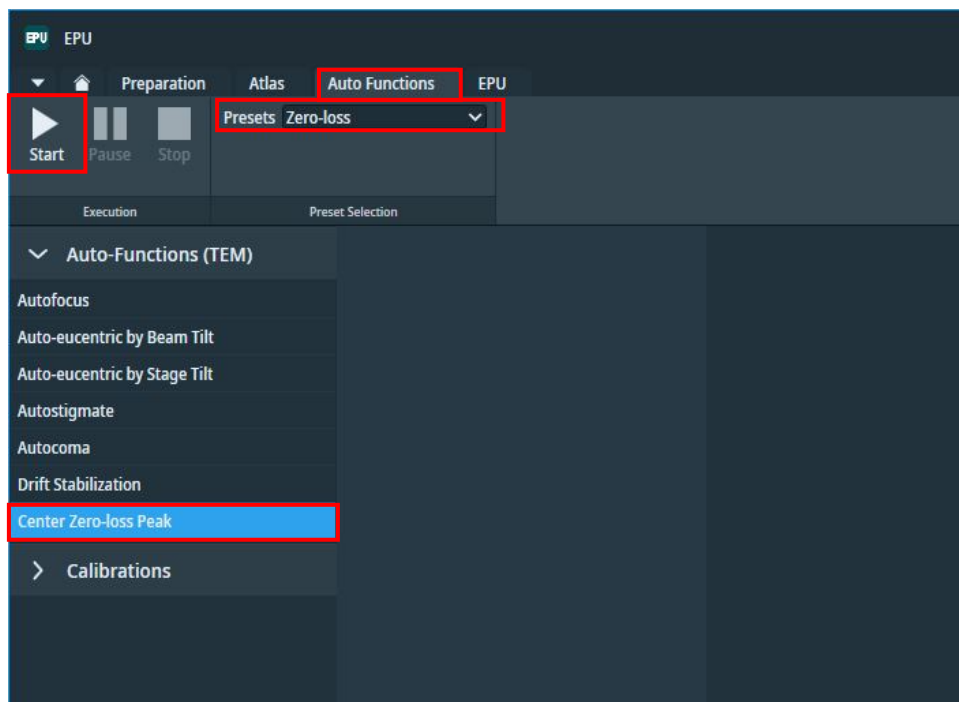 EPU EPU
Preparation Atlas Auto Functions EPU
Presets Zero-loss
Start Pause Stop
Execution Preset Selection
Auto-Functions (TEM)
Autofocus
Auto-eucentric by Beam Tilt
Auto-eucentric by Stage Tilt
Autostigmate
Autocoma
Drift Stabilization
Center Zero-loss Peak
Calibrations